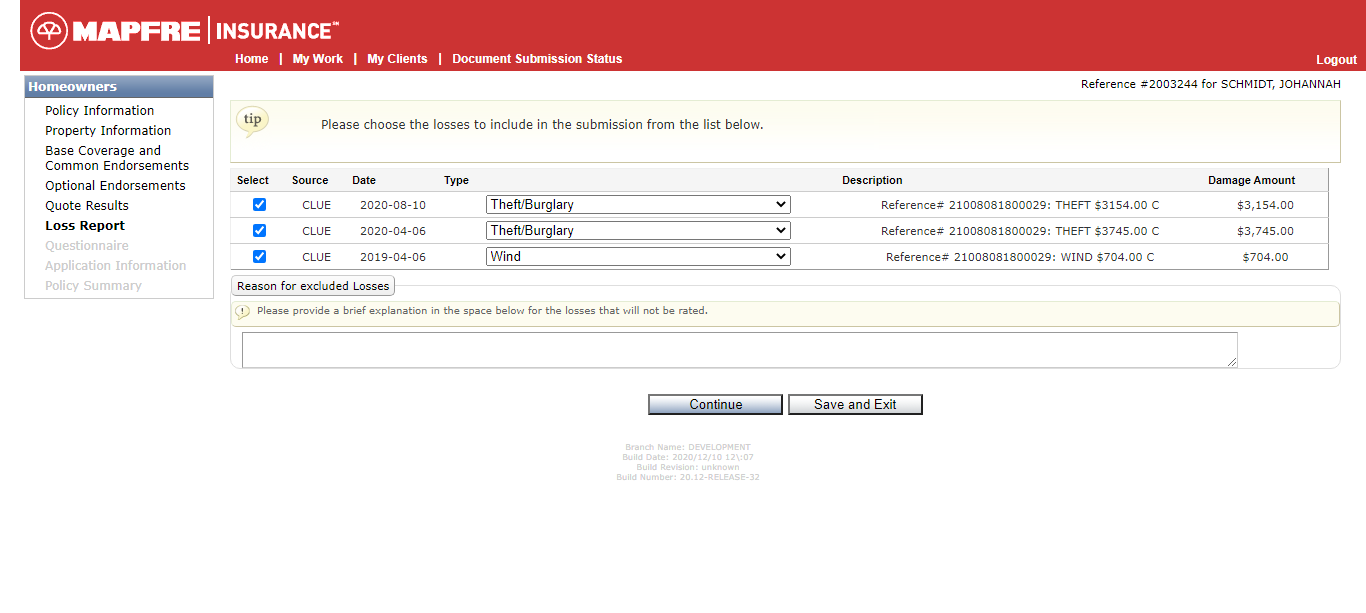 MAPFRE | INSURANCE℠
Home | My Work | My Clients | Document Submission Status
Logout
Reference #2003244 for SCHMIDT, JOHANNAH
Homeowners
Policy Information
Property Information
Base Coverage and
Common Endorsements
Optional Endorsements
Quote Results
Loss Report
Questionnaire
Application Information
Policy Summary
tip
Please choose the losses to include in the submission from the list below.
Select Source Date Type Description Damage Amount
CLUE 2020-08-10 Theft/Burglary Reference# 21008081800029: THEFT $3154.00 C $3,154.00
CLUE 2020-04-06 Theft/Burglary Reference# 21008081800029: THEFT $3745.00 C $3,745.00
CLUE 2019-04-06 Wind Reference# 21008081800029: WIND $704.00 C $704.00
Reason for excluded Losses
Please provide a brief explanation in the space below for the losses that will not be rated.
Continue Save and Exit
Branch Name: DEVELOPMENT
Build Date: 2020/12/10 12\:07
Build Revision: unknown
Build Number: 20.12-RELEASE-32